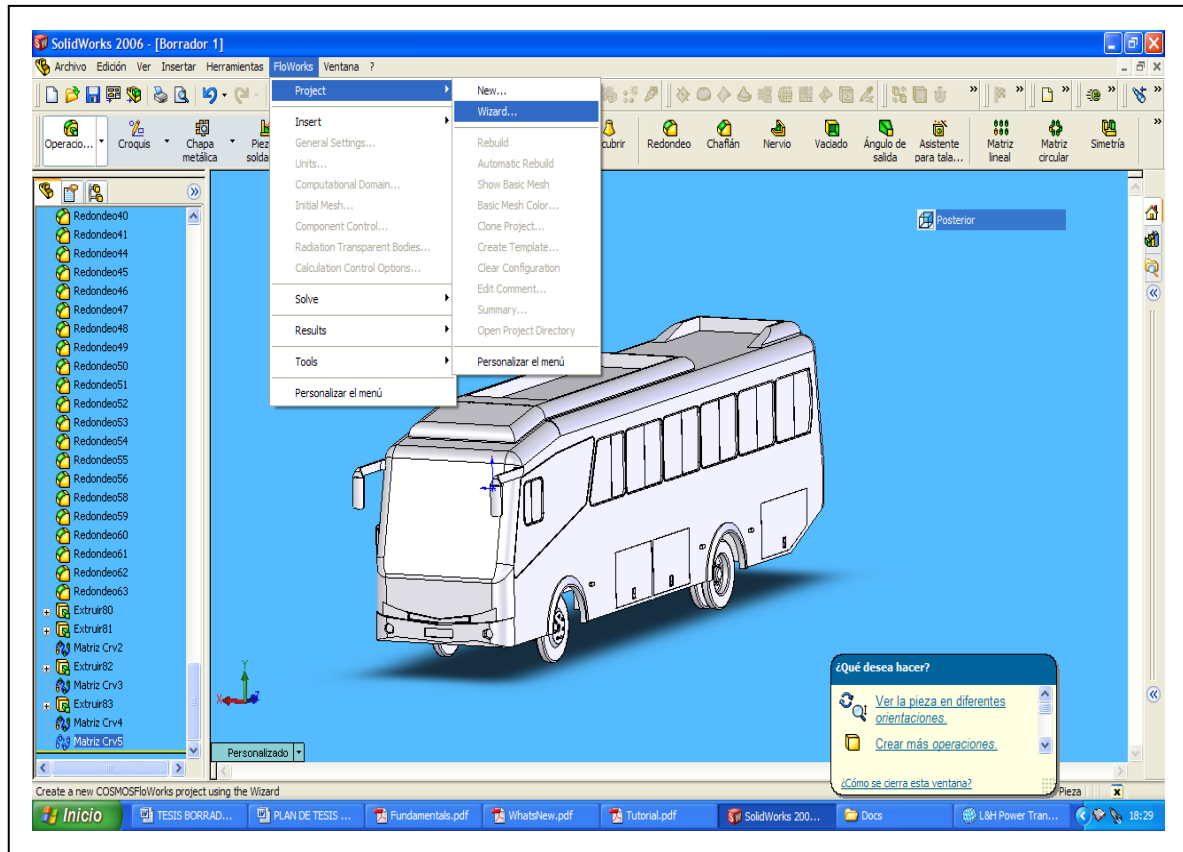 SolidWorks 2006 - [Borrador 1]
Archivo Edición Ver Insertar Herramientas FloWorks Ventana ?
Project
Insert
General Settings...
Units...
Computational Domain...
Initial Mesh...
Component Control...
Radiation Transparent Bodies...
Calculation Control Options...
Solve
Results
Tools
Personalizar el menú
New...
Wizard...
Rebuild
Automatic Rebuild
Show Basic Mesh
Basic Mesh Color...
Clone Project...
Create Template...
Clear Configuration
Edit Comment...
Summary...
Open Project Directory
Personalizar el menú
Operacio...
Croquis
Chapa metálica
Redondeo
Chaflán
Nervio
Vaciado
Ángulo de salida
Asistente para tala...
Matriz lineal
Matriz circular
Simetría
Posterior
Redondeo40
Redondeo41
Redondeo44
Redondeo45
Redondeo46
Redondeo47
Redondeo48
Redondeo49
Redondeo50
Redondeo51
Redondeo52
Redondeo53
Redondeo54
Redondeo55
Redondeo56
Redondeo58
Redondeo59
Redondeo60
Redondeo61
Redondeo62
Redondeo63
Extruir80
Extruir81
Matriz Crv2
Extruir82
Matriz Crv3
Extruir83
Matriz Crv4
Matriz Crv5
Y
X
Z
Personalizado
¿Qué desea hacer?
Ver la pieza en diferentes
orientaciones.
Crear más operaciones.
¿Cómo se cierra esta ventana?
Create a new COSMOSFloWorks project using the Wizard
Pieza
Inicio
TESIS BORRAD...
PLAN DE TESIS ...
Fundamentals.pdf
WhatsNew.pdf
Tutorial.pdf
SolidWorks 200...
Docs
L&H Power Tran...
18:29